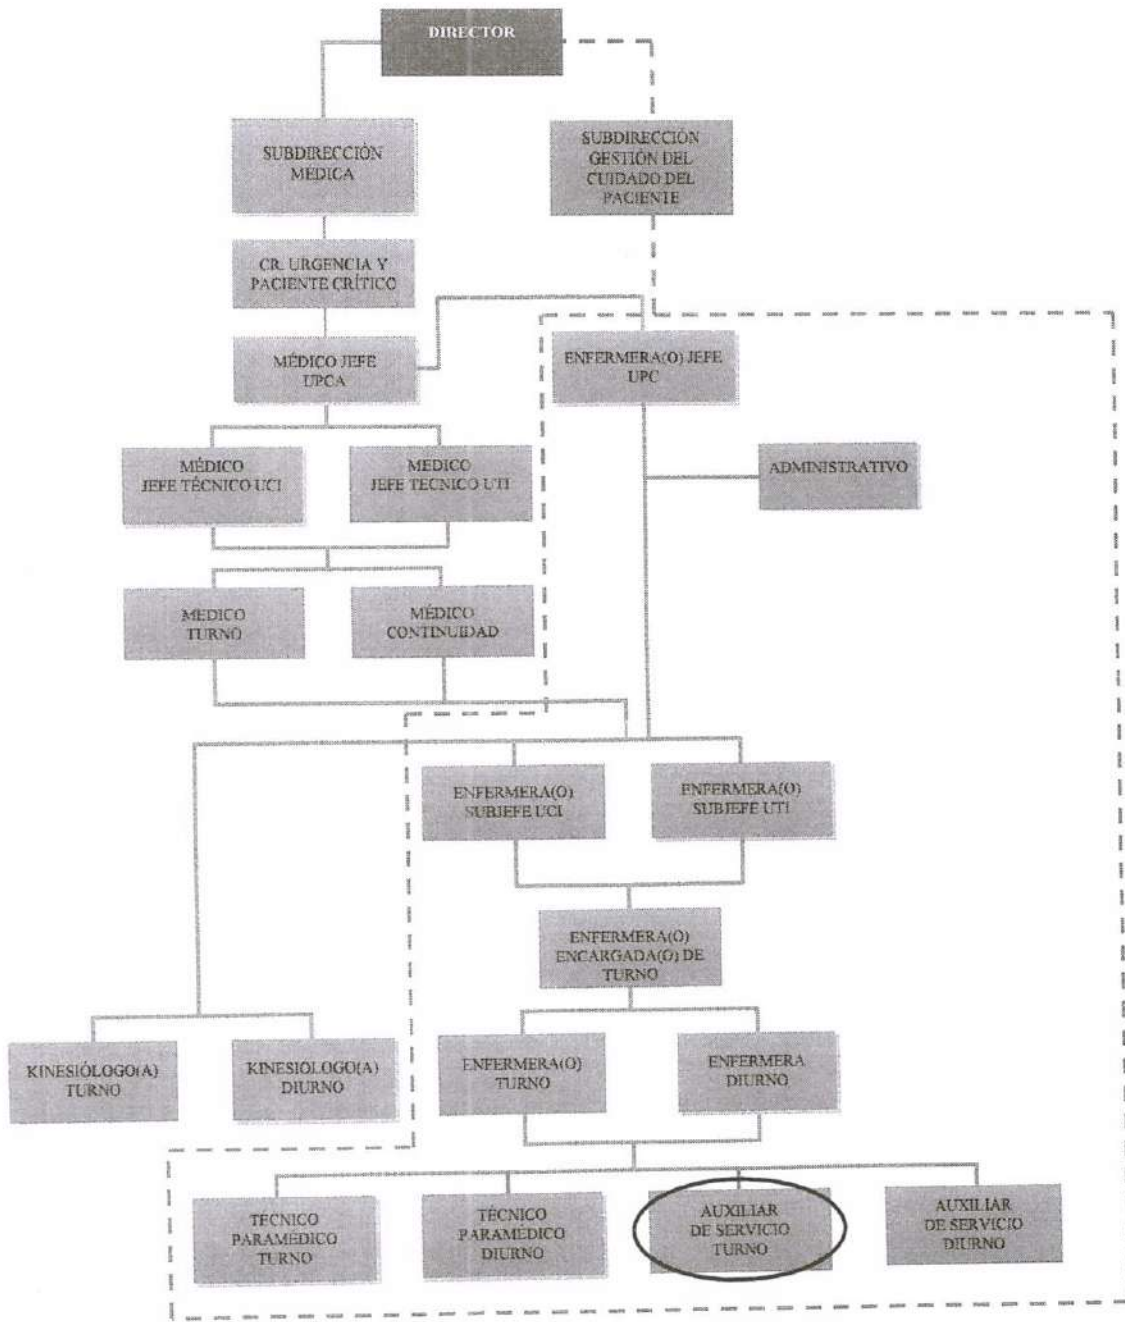 DIRECTOR
SUBDIRECCIÓN
MÉDICA
SUBDIRECCIÓN
GESTIÓN DEL
CUIDADO DEL
PACIENTE
CR. URGENCIA Y
PACIENTE CRÍTICO
MÉDICO JEFE
UPCA
ENFERMERA(O) JEFE
UPC
MÉDICO
JEFE TÉCNICO UCI
MEDICO
JEFE TECNICO UTI
ADMINISTRATIVO
MEDICO
TURNO
MÉDICO
CONTINUIDAD
ENFERMERA(O)
SUBJEFE UCI
ENFERMERA(O)
SUBJEFE UTI
ENFERMERA(O)
ENCARGADA(O) DE
TURNO
KINESIÓLOGO(A)
TURNO
KINESIÓLOGO(A)
DIURNO
ENFERMERA(O)
TURNO
ENFERMERA
DIURNO
TÉCNICO
PARAMÉDICO
TURNO
TÉCNICO
PARAMÉDICO
DIURNO
AUXILIAR
DE SERVICIO
TURNO
AUXILIAR
DE SERVICIO
DIURNO